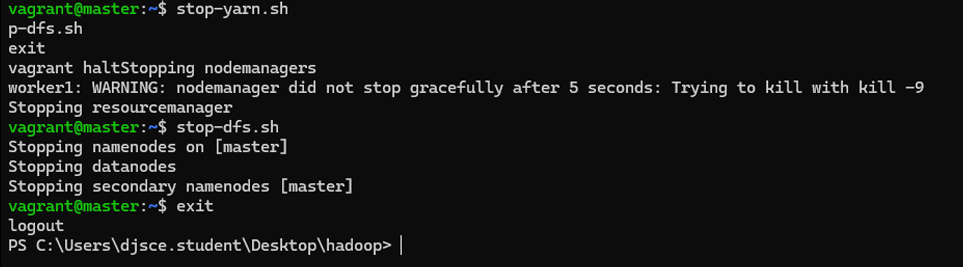 vagrant@master:~$ stop-yarn.sh
p-dfs.sh
exit
vagrant haltStopping nodemanagers
worker1: WARNING: nodemanager did not stop gracefully after 5 seconds: Trying to kill with kill -9
Stopping resourcemanager
vagrant@master:~$ stop-dfs.sh
Stopping namenodes on [master]
Stopping datanodes
Stopping secondary namenodes [master]
vagrant@master:~$ exit
logout
PS C:\Users\djsce.student\Desktop\hadoop>